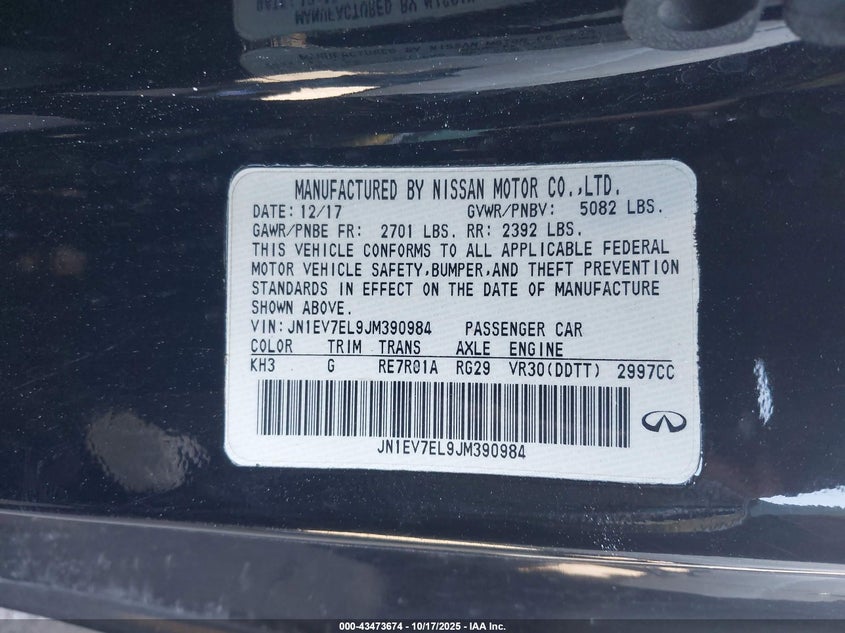 MANUFACTURED BY NISSAN MOTOR CO.,LTD.
DATE: 12/17 GVWR/PNBV: 5082 LBS.
GAWR/PNBE FR: 2701 LBS. RR: 2392 LBS.
THIS VEHICLE CONFORMS TO ALL APPLICABLE FEDERAL
MOTOR VEHICLE SAFETY,BUMPER,AND THEFT PREVENTION
STANDARDS IN EFFECT ON THE DATE OF MANUFACTURE
SHOWN ABOVE.
VIN:JN1EV7EL9JM390984 PASSENGER CAR
COLOR TRIM TRANS AXLE ENGINE
KH3 G RE7R01A RG29 VR30(DDTT) 2997CC
JN1EV7EL9JM390984
000-43473674 | 10/17/2025 - IAA Inc.